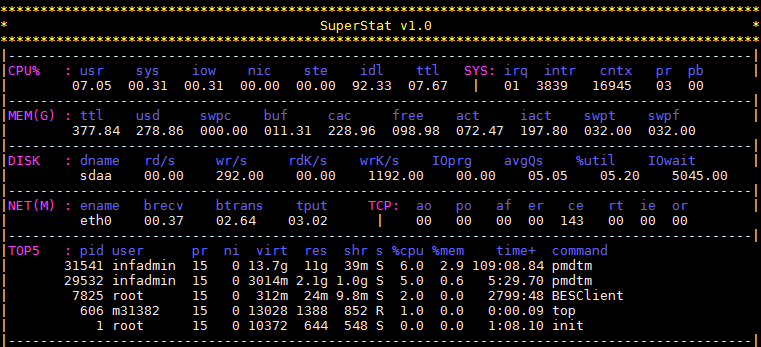 SuperStat v1.0
CPU% : usr sys iow nic ste idl ttl SYS: irq intr cntx pr pb
07.05 00.31 00.31 00.00 00.00 92.33 07.67 | 01 3839 16945 03 00
MEM(G) : ttl usd swpc buf cac free act iact swpt swpf
377.84 278.86 000.00 011.31 228.96 098.98 072.47 197.80 032.00 032.00
DISK : dname rd/s wr/s rdK/s wrK/s IOprg avgQs %util IOwait
sdaa 00.00 292.00 00.00 1192.00 00.00 05.05 05.20 5045.00
NET(M) : ename brecv btrans tput TCP: ao po af er ce rt ie or
eth0 00.37 02.64 03.02 | 00 00 00 00 143 00 00 00
TOP5 : pid user pr ni virt res shr s %cpu %mem time+ command
31541 infadmin 15 0 13.7g 11g 39m S 6.0 2.9 109:08.84 pmdtm
29532 infadmin 15 0 3014m 2.1g 1.0g S 5.0 0.6 5:29.70 pmdtm
7825 root 15 0 312m 24m 9.8m S 2.0 0.0 2799:48 BESClient
606 m31382 15 0 13028 1388 852 R 1.0 0.0 0:00.09 top
1 root 15 0 10372 644 548 S 0.0 0.0 1:08.10 init